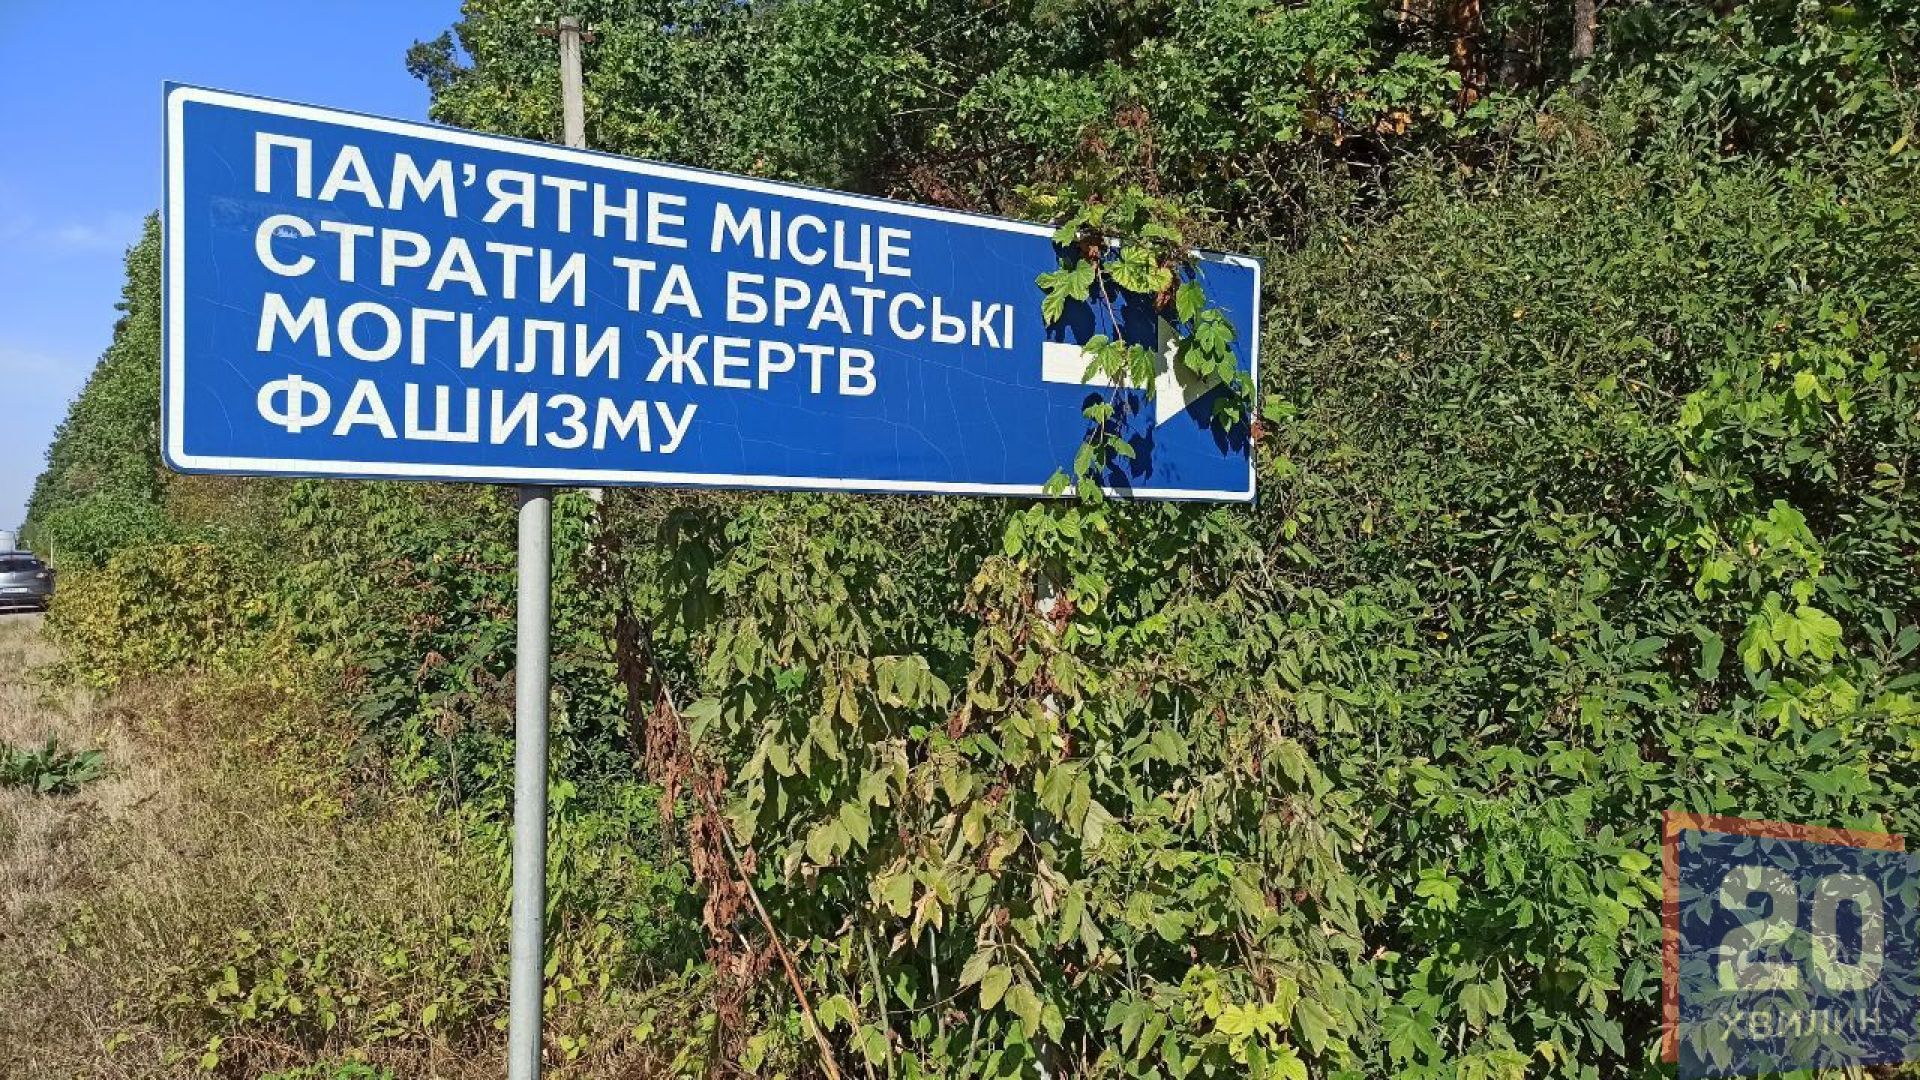 ПАМ’ЯТНЕ МІСЦЕ
СТРАТИ ТА БРАТСЬКІ
МОГИЛИ ЖЕРТВ
ФАШИЗМУ
20
ХВИЛИН